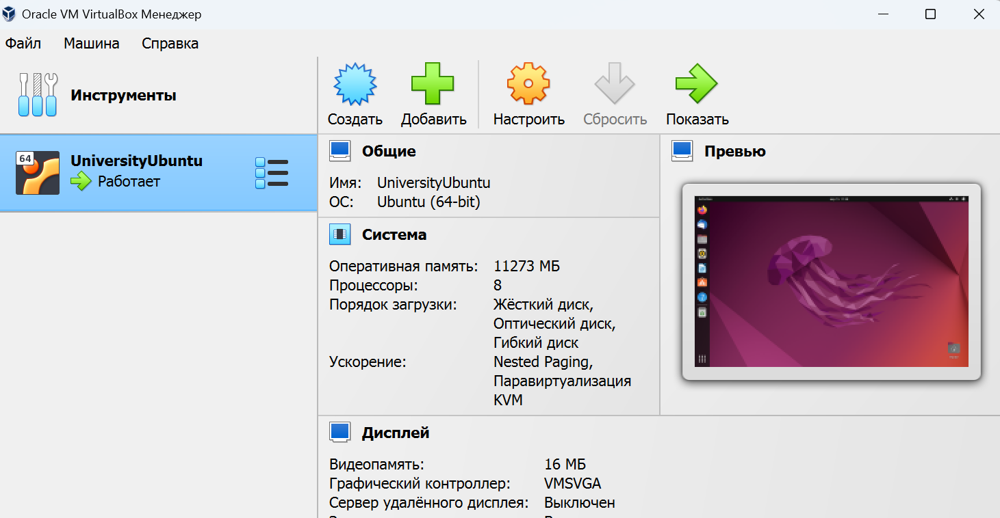 Oracle VM VirtualBox Менеджер
Файл Машина Справка
Инструменты
Создать Добавить Настроить Сбросить Показать
64
UniversityUbuntu
Работает
Общие
Имя: UniversityUbuntu
ОС: Ubuntu (64-bit)
Превью
Система
Оперативная память: 11273 МБ
Процессоры: 8
Порядок загрузки: Жёсткий диск,
Оптический диск,
Гибкий диск
Ускорение: Nested Paging,
Паравиртуализация
KVM
Дисплей
Видеопамять: 16 МБ
Графический контроллер: VMSVGA
Сервер удалённого дисплея: Выключен